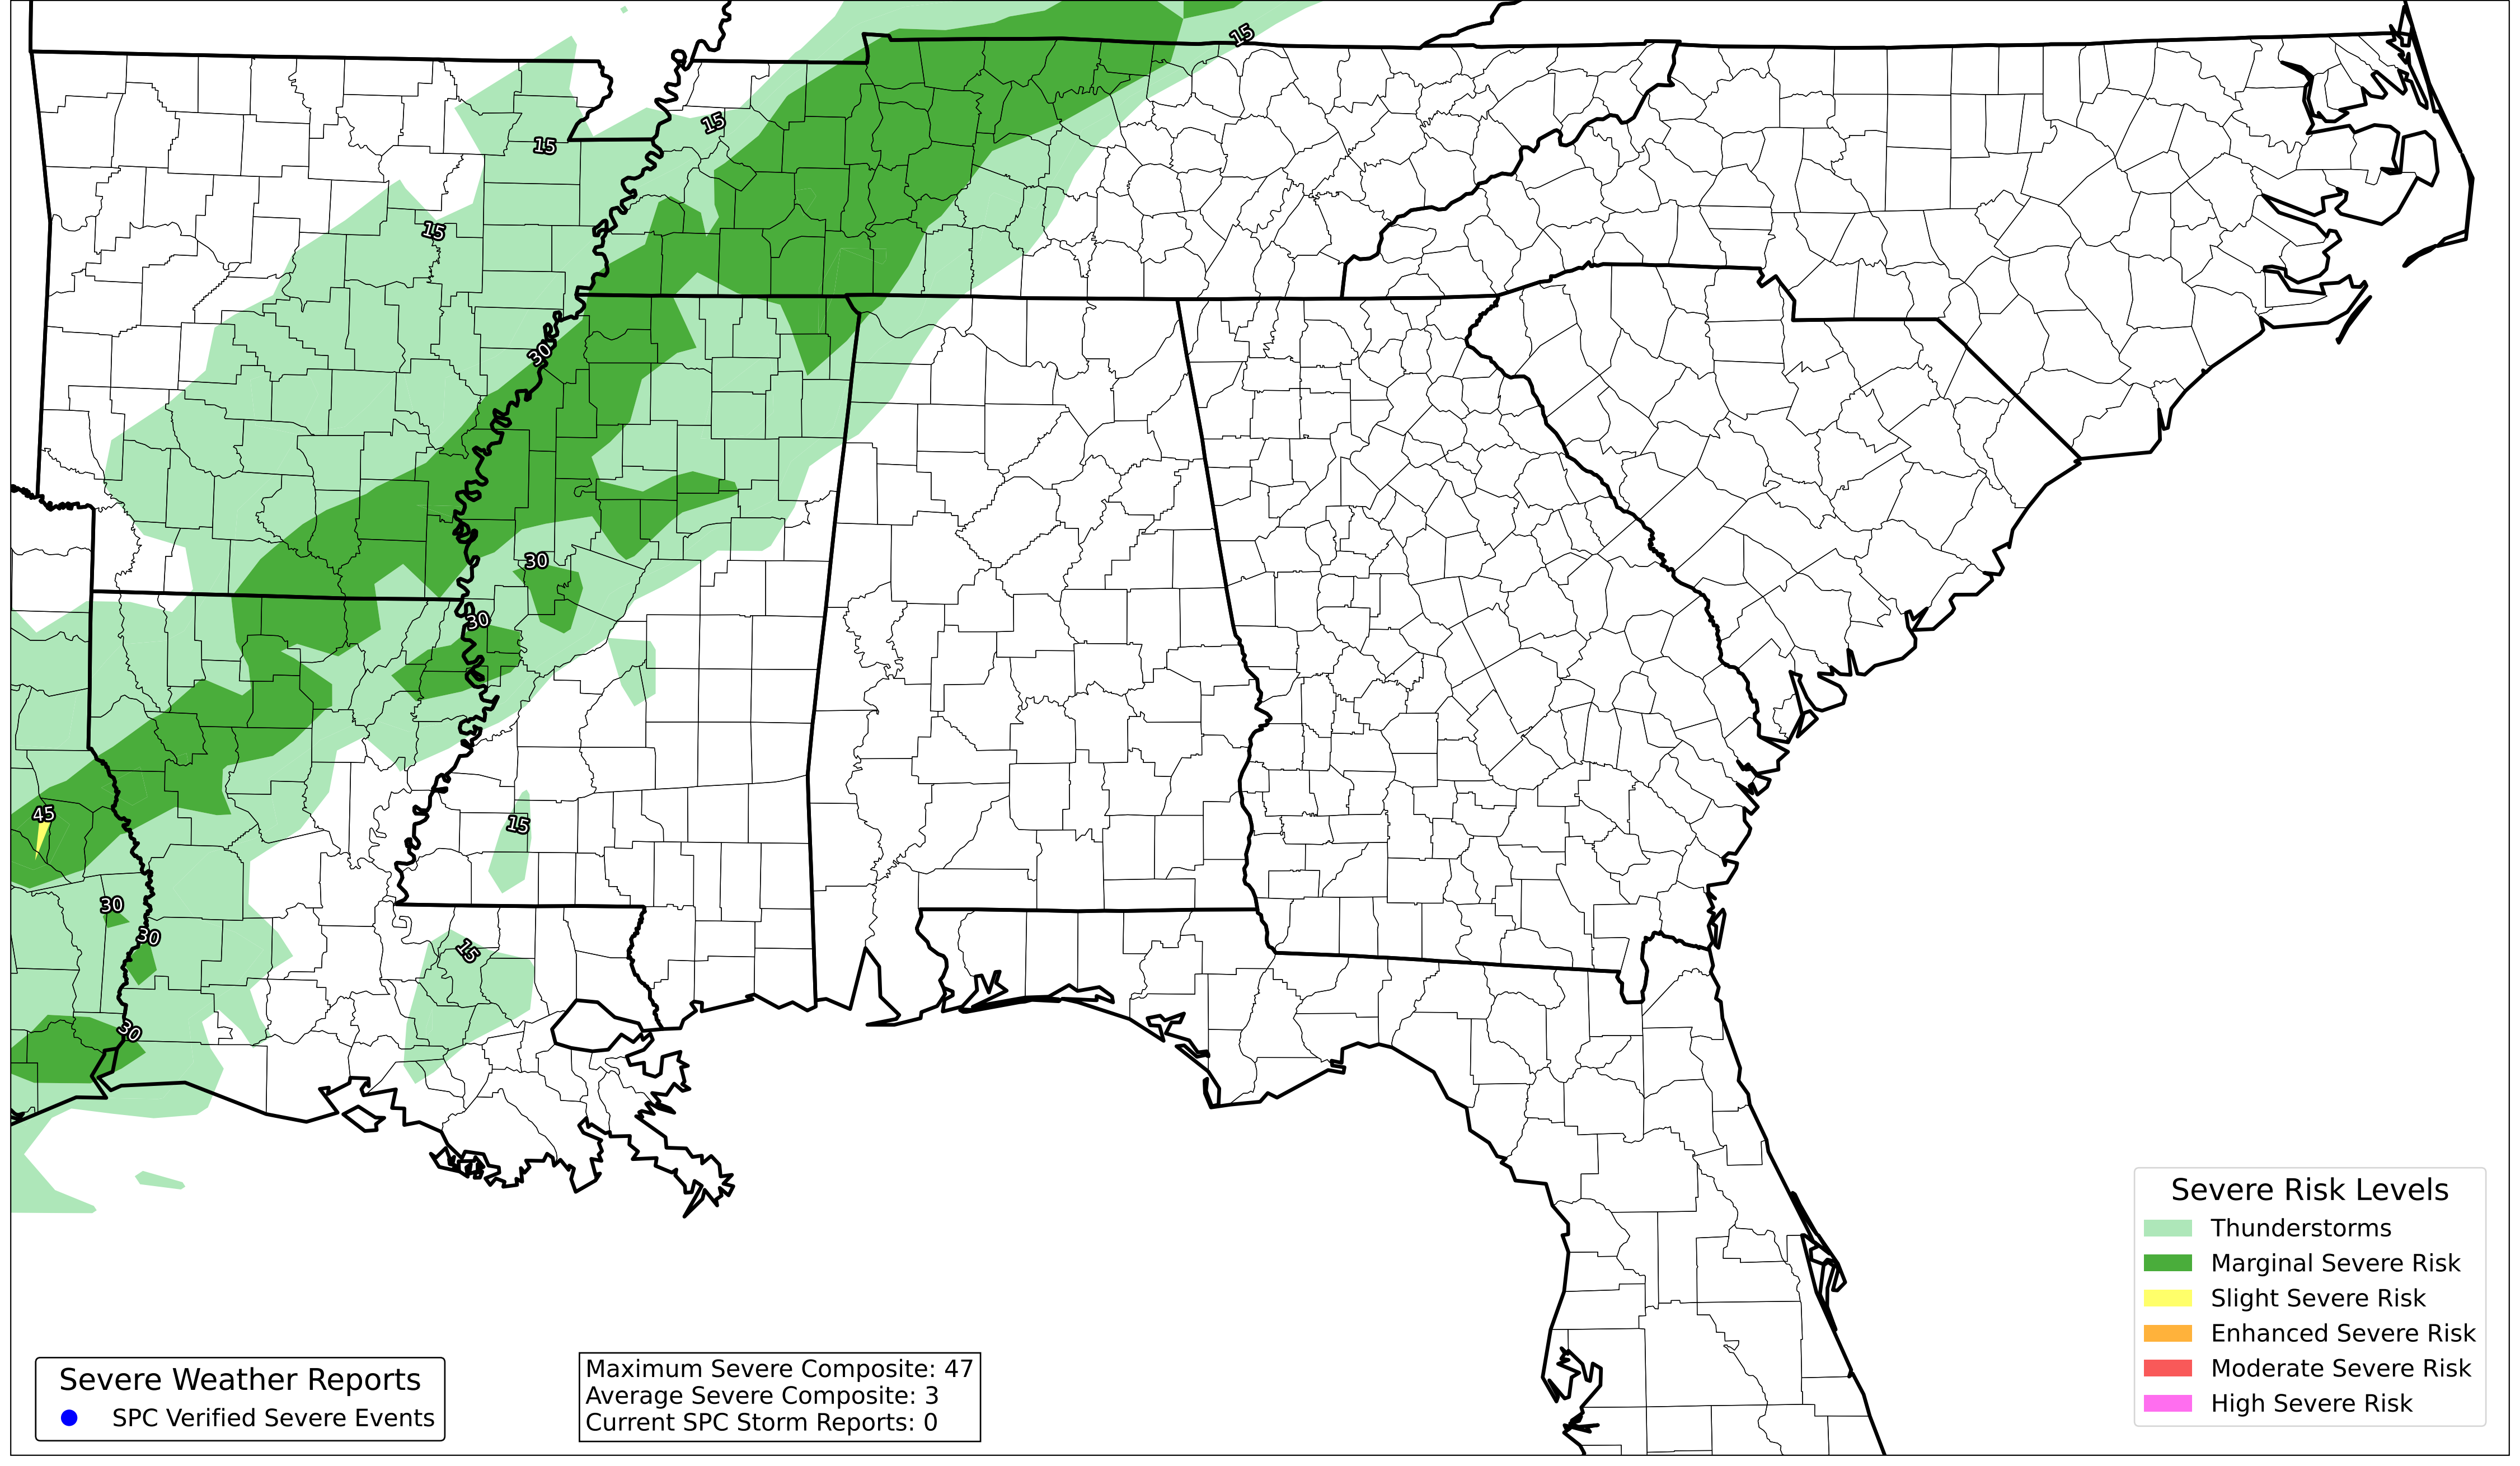 15
15
15
15
30
30
30
45
15
30
30
15
30
Severe Risk Levels
Thunderstorms
Marginal Severe Risk
Slight Severe Risk
Enhanced Severe Risk
Moderate Severe Risk
High Severe Risk
Severe Weather Reports
SPC Verified Severe Events
Maximum Severe Composite: 47
Average Severe Composite: 3
Current SPC Storm Reports: 0